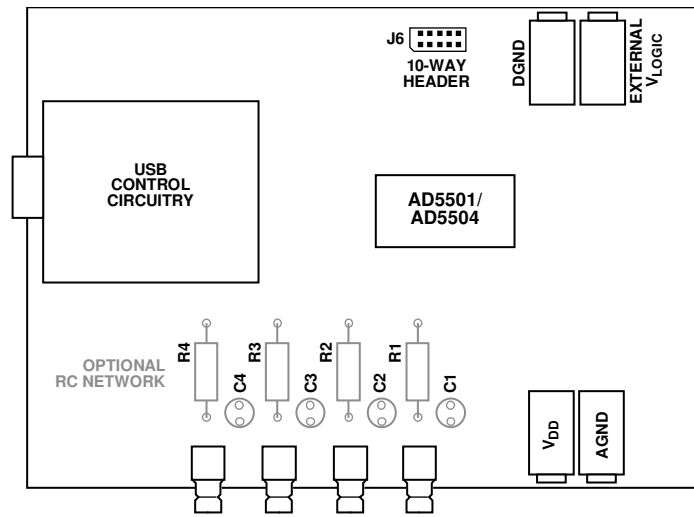 J6
10-WAY
HEADER
DGND
EXTERNAL
VLOGIC
USB
CONTROL
CIRCUITRY
AD5501/
AD5504
OPTIONAL
RC NETWORK
R4
C4
R3
C3
R2
C2
R1
C1
VDD
AGND